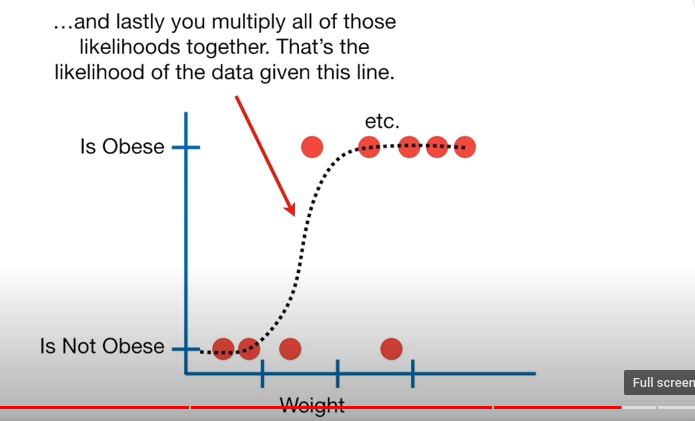 ...and lastly you multiply all of those
likelihoods together. That's the
likelihood of the data given this line.
etc.
Is Obese
Is Not Obese
Weight
Full screen